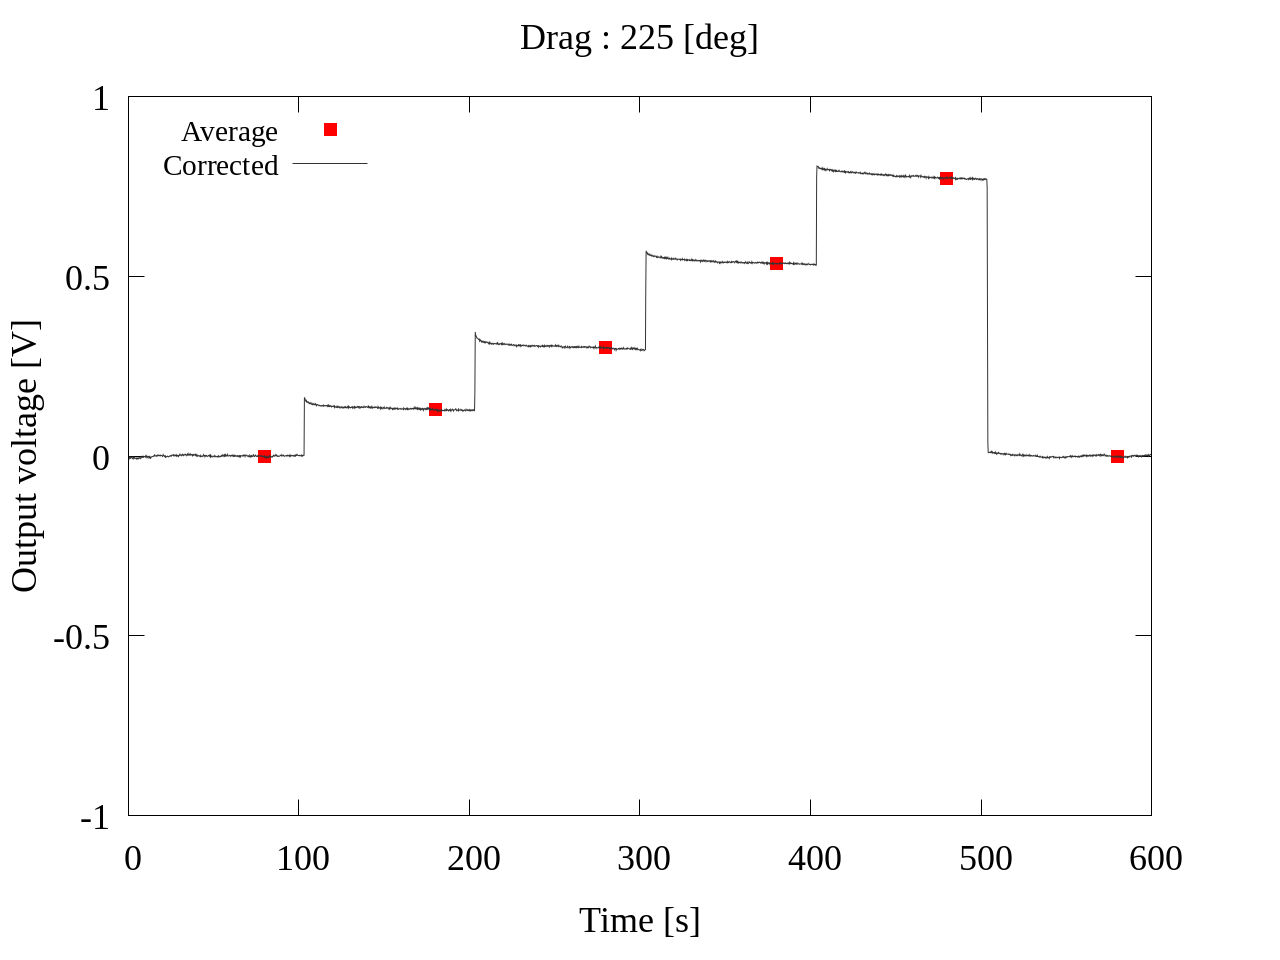 Drag : 225 [deg]
Average
Corrected
1
0.5
0
-0.5
-1
Output voltage [V]
0 100 200 300 400 500 600
Time [s]